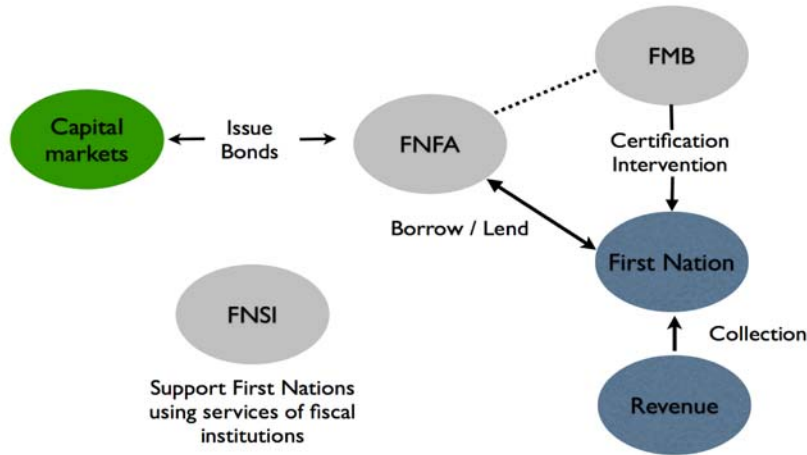 FMB
Capital
markets
Issue
Bonds
FNFA
Certification
Intervention
Borrow / Lend
First Nation
FNSI
Collection
Support First Nations
using services of fiscal
institutions
Revenue